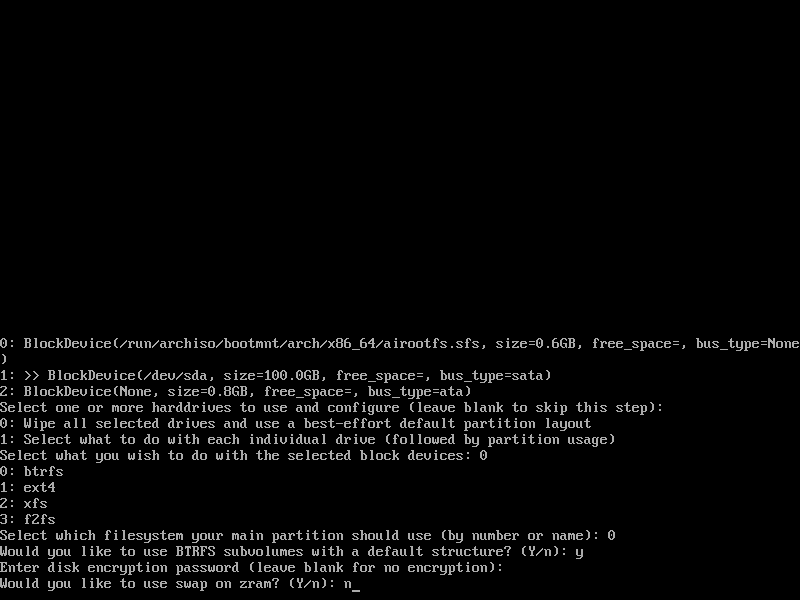 0: BlockDevice(/run/archiso/bootmnt/arch/x86_64/airootfs.sfs, size=0.6GB, free_space=, bus_type=None
)
1: >> BlockDevice(/dev/sda, size=100.0GB, free_space=, bus_type=sata)
2: BlockDevice(None, size=0.8GB, free_space=, bus_type=ata)
Select one or more harddrives to use and configure (leave blank to skip this step):
0: Wipe all selected drives and use a best-effort default partition layout
1: Select what to do with each individual drive (followed by partition usage)
Select what you wish to do with the selected block devices: 0
0: btrfs
1: ext4
2: xfs
3: f2fs
Select which filesystem your main partition should use (by number or name): 0
Would you like to use BTRFS subvolumes with a default structure? (Y/n): y
Enter disk encryption password (leave blank for no encryption):
Would you like to use swap on zram? (Y/n): n_